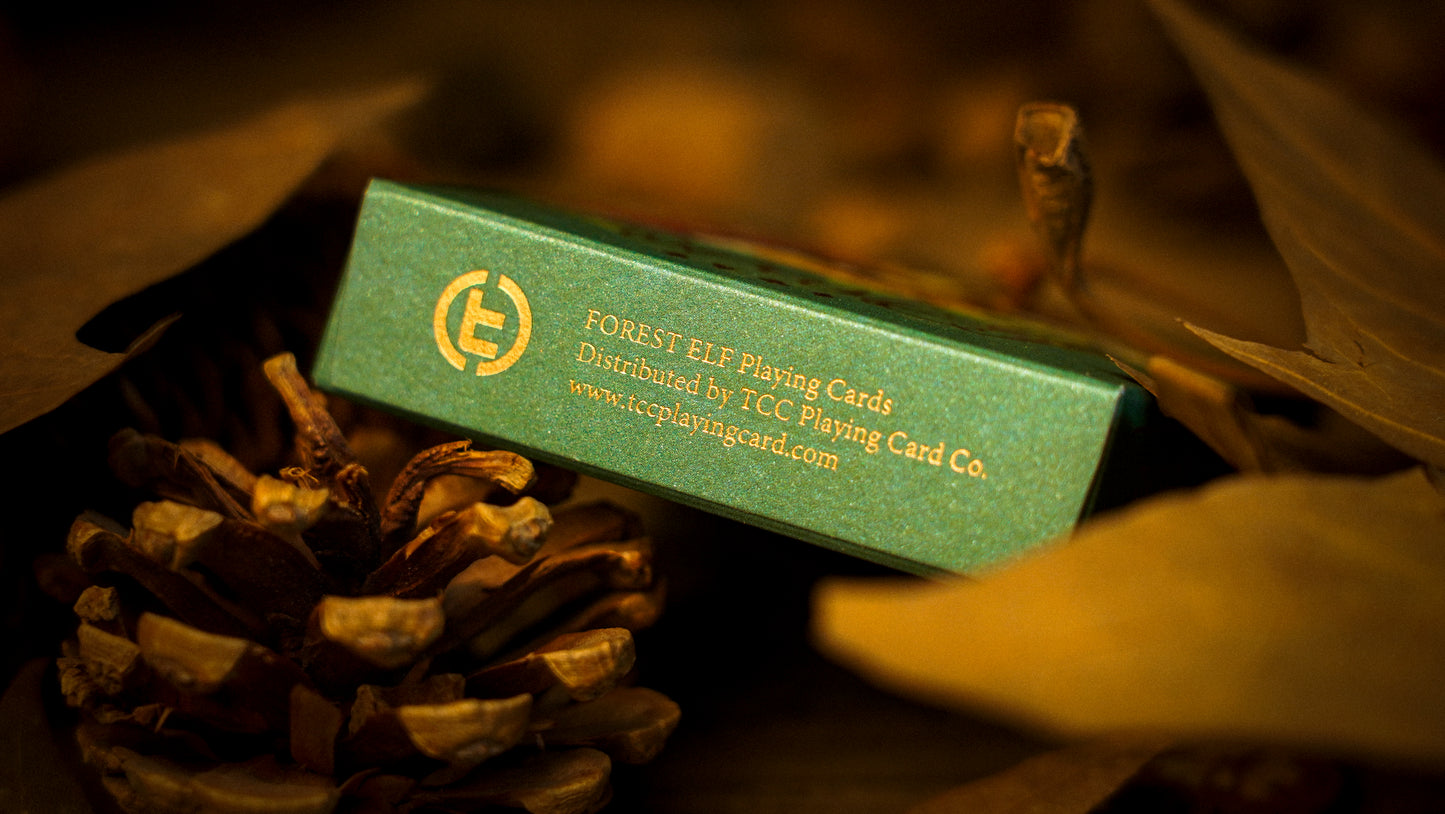 FOREST ELF Playing Cards
Distributed by TCC Playing Card Co.
www.tccplayingcard.com